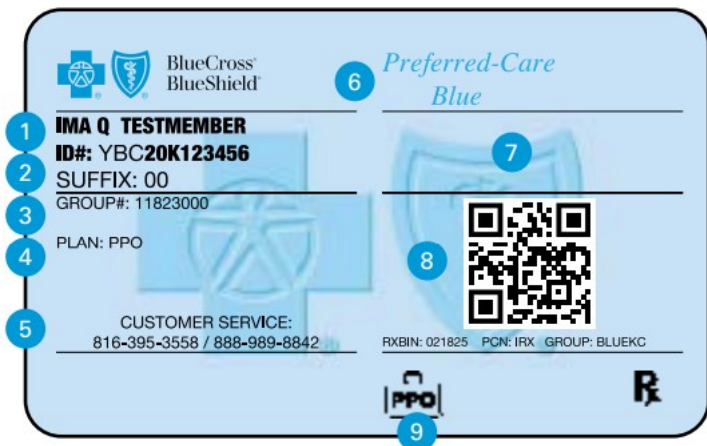 BlueCross
BlueShield
6
Preferred-Care
Blue
1
IMA Q TESTMEMBER
ID#: YBC20K123456
2
SUFFIX: 00
7
3
GROUP#: 11823000
4
PLAN: PPO
8
5
CUSTOMER SERVICE:
816-395-3558 / 888-989-8842
RXBIN: 021825 PCN: IRX GROUP: BLUEKC
PPO
Rx
9